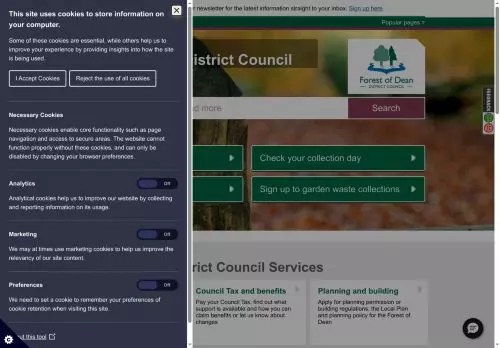 This site uses cookies to store information on
your computer.
Some of these cookies are essential, while others help us to
improve your experience by providing insights into how the site
is being used.
I Accept Cookies
Reject the use of all cookies
Necessary Cookies
Necessary cookies enable core functionality such as page
navigation and access to secure areas. The website cannot
function properly without these cookies, and can only be
disabled by changing your browser preferences.
Analytics
Off
Analytical cookies help us to improve our website by collecting
and reporting information on its usage.
Marketing
Off
We may at times use marketing cookies to help us improve the
relevancy of our site content.
Preferences
Off
We need to set a cookie to remember your preferences of
cookie retention when visiting this site.
ut this tool
newsletter for the latest information straight to your inbox. Sign up here
Popular pages >
istrict Council
Forest of Dean
DISTRICT COUNCIL
nd more
Search
Check your collection day
Sign up to garden waste collections
trict Council Services
Council Tax and benefits
Pay your Council Tax, find out what
support is available and how you can
claim benefits or let us know about
changes
Planning and building
Apply for planning permission or
building regulations, the Local Plan
and planning policy for the Forest of
Dean